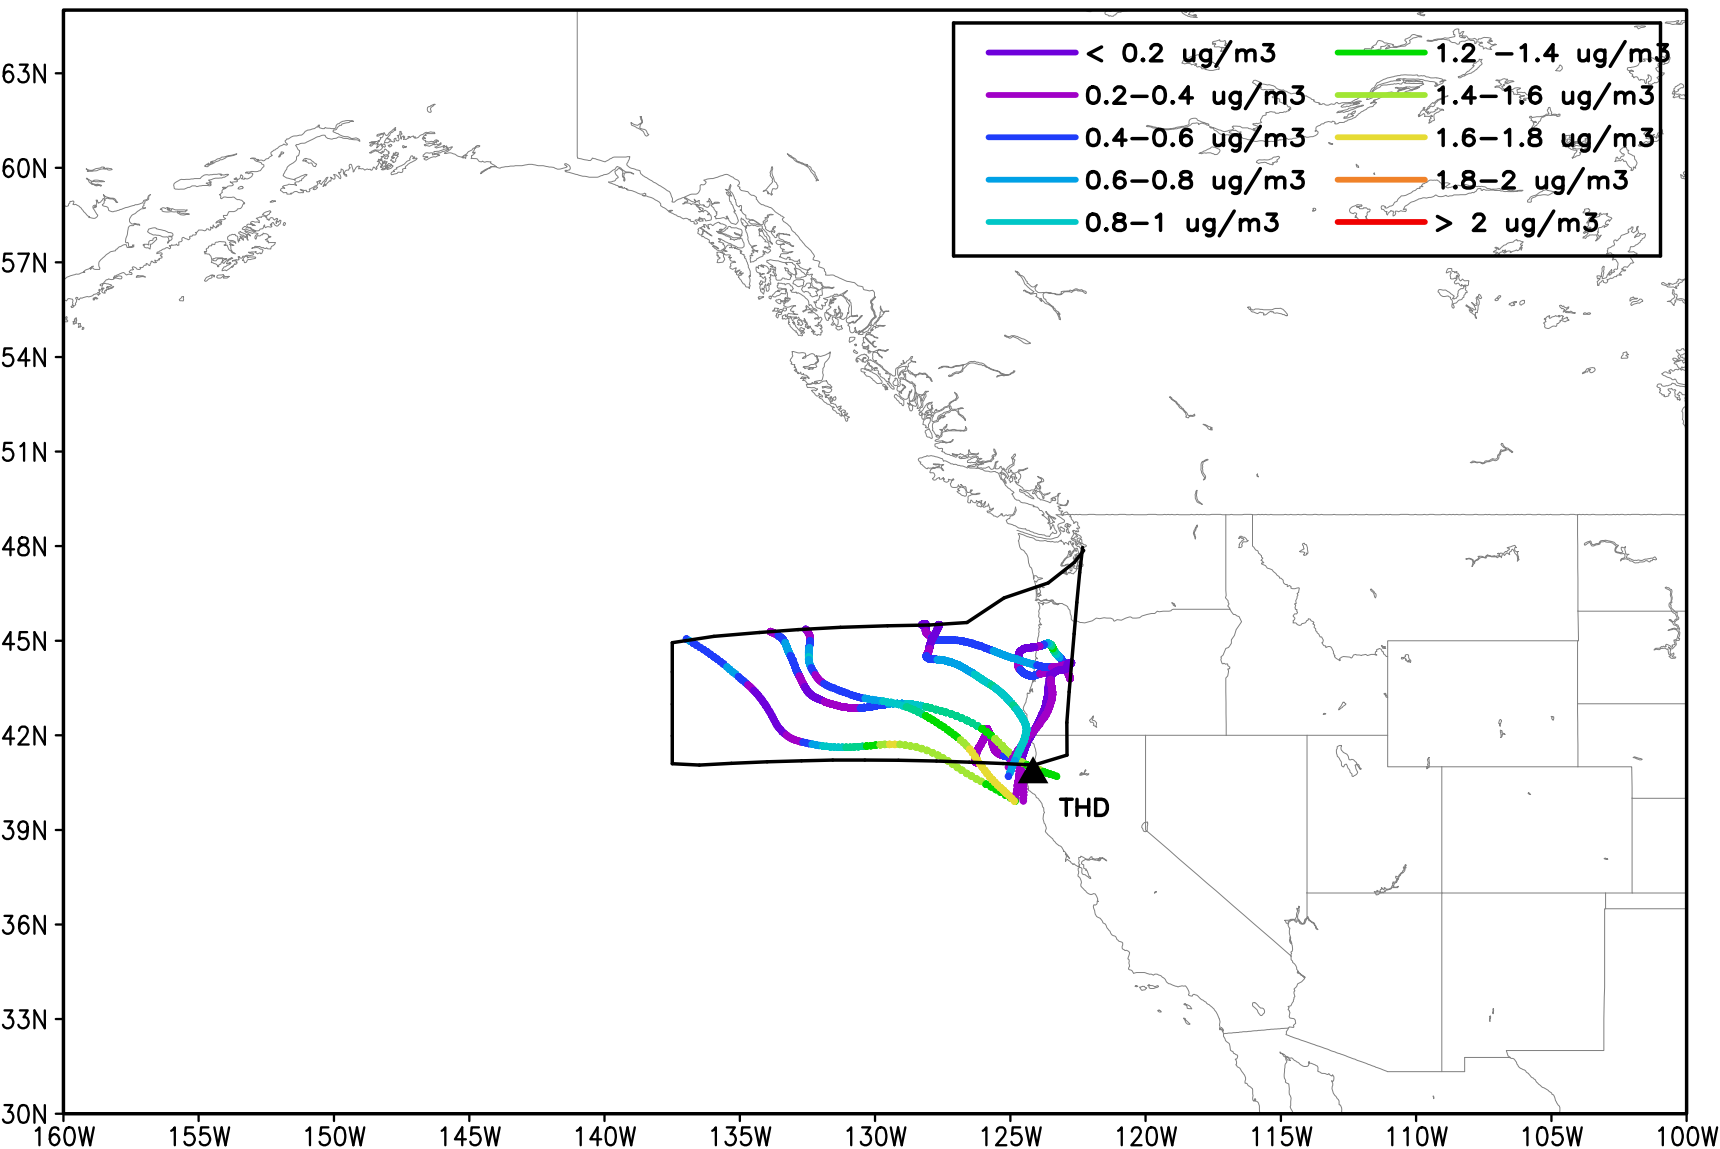 < 0.2 ug/m3
0.2-0.4 ug/m3
0.4-0.6 ug/m3
0.6-0.8 ug/m3
0.8-1 ug/m3
1.2 -1.4 ug/m3
1.4-1.6 ug/m3
1.6-1.8 ug/m3
1.8-2 ug/m3
> 2 ug/m3
63N
60N
57N
54N
51N
48N
45N
42N
39N
36N
33N
30N
THD
160W 155W 150W 145W 140W 135W 130W 125W 120W 115W 110W 105W 100W